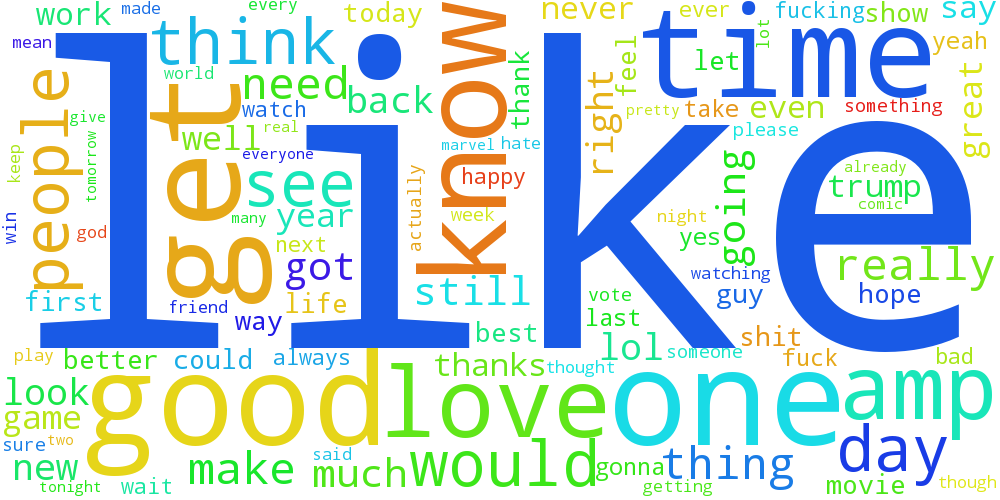 work
made
every
today
never
ever
fucking
show
say
mean
think
know
time
lot
yeah
people
world
get
need
back
thank
feel
let
give
watch
right
pretty
take
even
something
great
keep
tomorrow
well
real
marvel
hate
please
everyone
like
see
actually
happy
going
already
trump
comic
win
god
many
year
week
night
yes
next
got
still
watching
really
first
friend
life
way
best
vote
last
guy
hope
play
better
could
always
thanks
thought
lol
someone
shit
fuck
bad
look
game
good
love
one
amp
sure
two
new
tonight
wait
make
said
much
would
gonna
getting
thing
day
movie
though